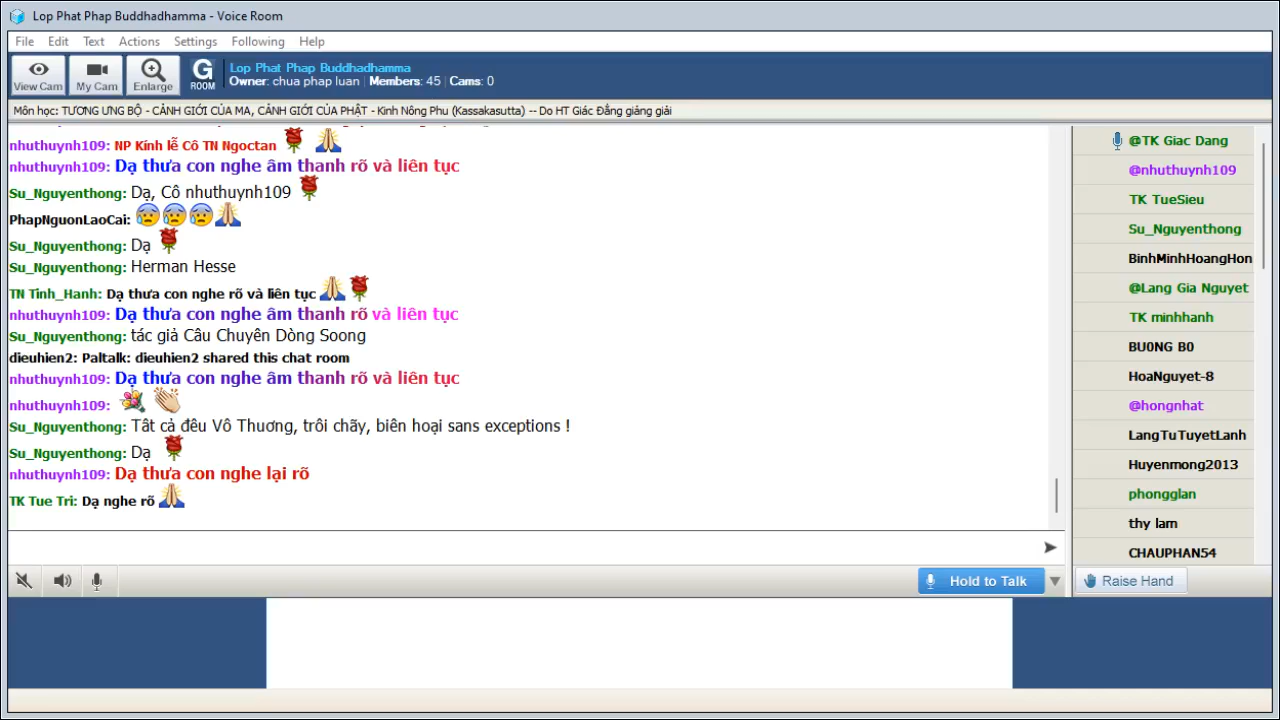 Lop Phat Phap Buddhadhamma - Voice Room
File Edit Text Actions Settings Following Help
View Cam My Cam Enlarge G ROOM
Lop Phat Phap Buddhadhamma
Owner: chua phap luan | Members: 45 | Cams: 0
Môn học: TƯƠNG ƯNG BỘ - CẢNH GIỚI CỦA MA, CẢNH GIỚI CỦA PHẬT - Kinh Nông Phu (Kassakasutta) -- Do HT Giác Đẳng giảng giải
nhuthuynh109: NP Kính lễ Cô TN Ngoctan
nhuthuynh109: Dạ thưa con nghe âm thanh rõ và liên tục
Su_Nguyenthong: Dạ, Cô nhuthuynh109
PhapNguonLaoCai:
Su_Nguyenthong: Dạ
Su_Nguyenthong: Herman Hesse
TN Tinh_Hanh: Dạ thưa con nghe rõ và liên tục
nhuthuynh109: Dạ thưa con nghe âm thanh rõ và liên tục
Su_Nguyenthong: tác giả Câu Chuyện Dòng Soong
dieuhien2: Paltalk: dieuhien2 shared this chat room
nhuthuynh109: Dạ thưa con nghe âm thanh rõ và liên tục
nhuthuynh109:
Su_Nguyenthong: Tất cả đều Vô Thuơng, trôi chãy, biên hoại sans exceptions !
Su_Nguyenthong: Dạ
nhuthuynh109: Dạ thưa con nghe lại rõ
TK Tue Tri: Dạ nghe rõ
@TK Giac Dang
@nhuthuynh109
TK TueSieu
Su_Nguyenthong
BinhMinhHoangHon
@Lang Gia Nguyet
TK minhhanh
BU0NG B0
HoaNguyet-8
@hongnhat
LangTuTuyetLanh
Huyenmong2013
phongglan
thy lam
CHAUPHAN54
Hold to Talk
Raise Hand